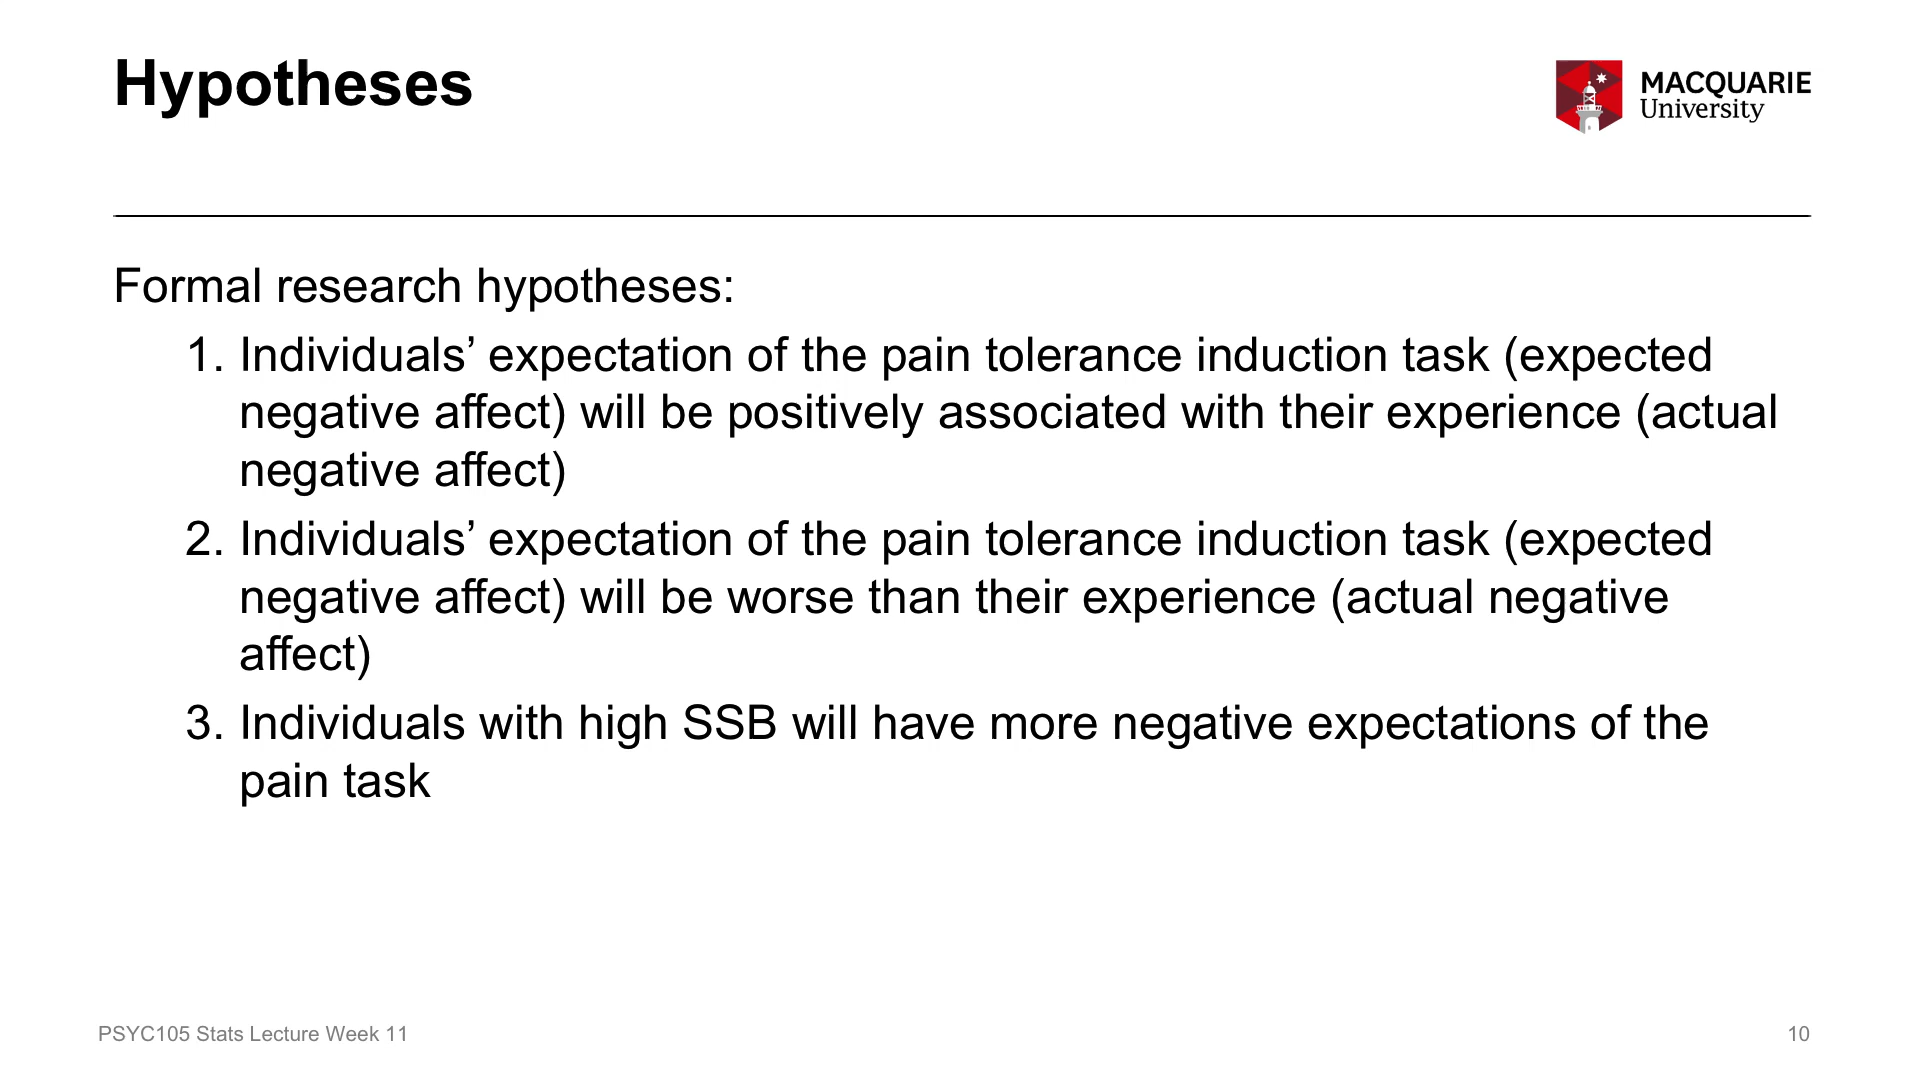 Hypotheses
MACQUARIE
University
Formal research hypotheses:
1. Individuals’ expectation of the pain tolerance induction task (expected
negative affect) will be positively associated with their experience (actual
negative affect)
2. Individuals’ expectation of the pain tolerance induction task (expected
negative affect) will be worse than their experience (actual negative
affect)
3. Individuals with high SSB will have more negative expectations of the
pain task
PSYC105 Stats Lecture Week 11
10